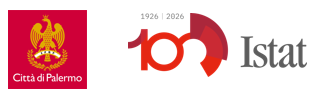 Città di Palermo
1926 | 2026
100
Istat